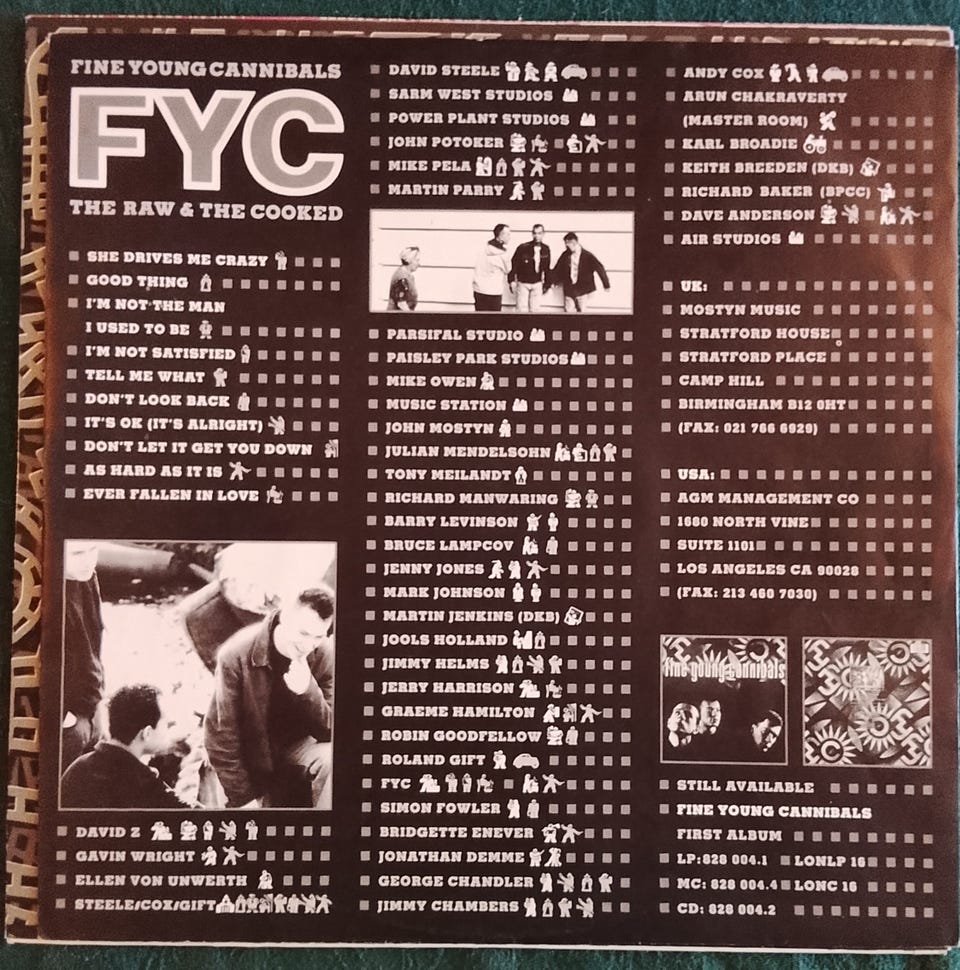 FINE YOUNG CANNIBALS
FYC
THE RAW & THE COOKED
SHE DRIVES ME CRAZY
GOOD THING
I'M NOT THE MAN
I USED TO BE
I'M NOT SATISFIED
TELL ME WHAT
DON'T LOOK BACK
IT'S OK (IT'S ALRIGHT)
DON'T LET IT GET YOU DOWN
AS HARD AS IT IS
EVER FALLEN IN LOVE
DAVID Z
GAVIN WRIGHT
ELLEN VON UNWERTH
STEELE/COX/GIFT
DAVID STEELE
SARM WEST STUDIOS
POWER PLANT STUDIOS
JOHN POTOKER
MIKE PELA
MARTIN PARRY
PARSIFAL STUDIO
PAISLEY PARK STUDIOS
MIKE OWEN
MUSIC STATION
JOHN MOSTYN
JULIAN MENDELSOHN
TONY MEILANDT
RICHARD MANWARING
BARRY LEVINSON
BRUCE LAMPCOV
JENNY JONES
MARK JOHNSON
MARTIN JENKINS (DKB)
JOOLS HOLLAND
JIMMY HELMS
JERRY HARRISON
GRAEME HAMILTON
ROBIN GOODFELLOW
ROLAND GIFT
FYC
SIMON FOWLER
BRIDGETTE ENEVER
JONATHAN DEMME
GEORGE CHANDLER
JIMMY CHAMBERS
ANDY COX
ARUN CHAKRAVERTY
(MASTER ROOM)
KARL BROADIE
KEITH BREEDEN (DKB)
RICHARD BAKER (BPCC)
DAVE ANDERSON
AIR STUDIOS
UK:
MOSTYN MUSIC
STRATFORD HOUSE
STRATFORD PLACE
CAMP HILL
BIRMINGHAM B12 0HT
(FAX: 021 766 6929)
USA:
AGM MANAGEMENT CO
1680 NORTH VINE
SUITE 1101
LOS ANGELES CA 90028
(FAX: 213 460 7030)
fine young cannibals
STILL AVAILABLE
FINE YOUNG CANNIBALS
FIRST ALBUM
LP: 828 004.1 LONLP 16
MC: 828 004.4 LONC 16
CD: 828 004.2